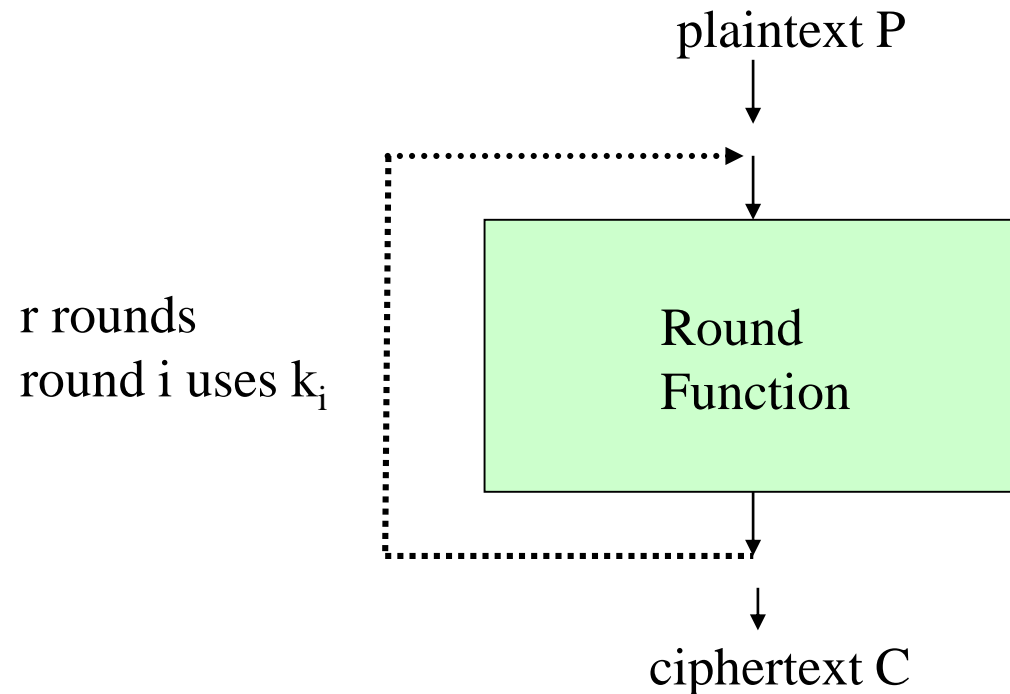 plaintext P
r rounds
round i uses kᵢ
Round
Function
ciphertext C